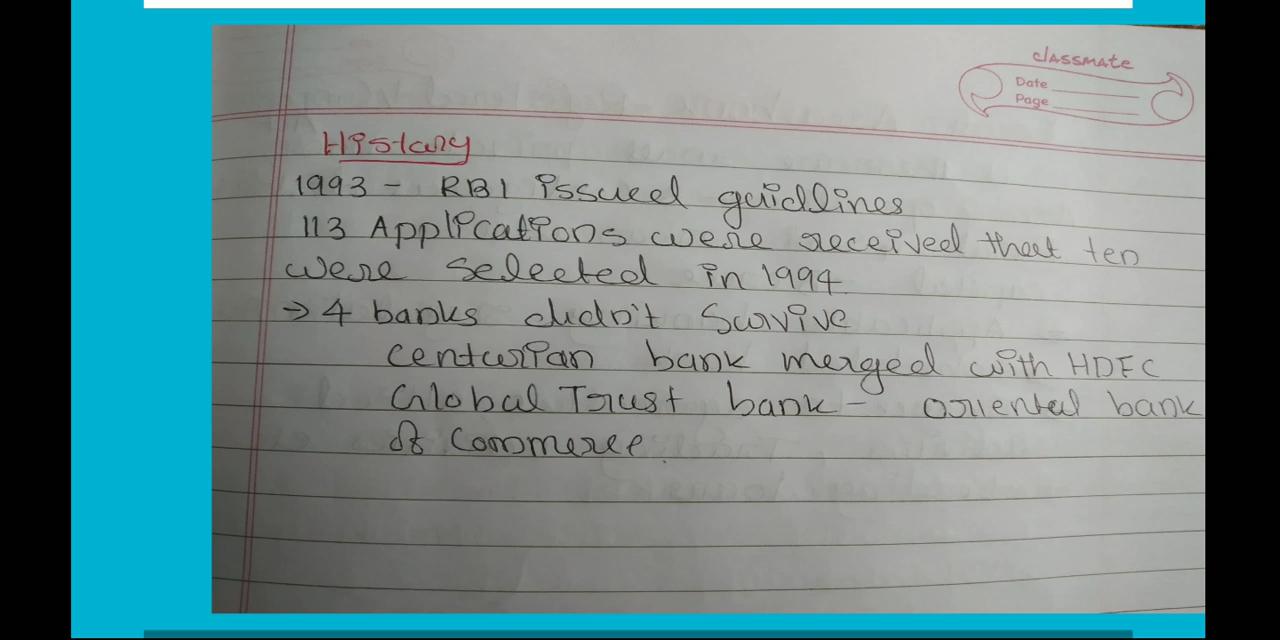 classmate
Date
Page
History
1993 - RBI issued guidlines
113 Applications were received that ten
were selected in 1994
→ 4 banks didn't Survive
Centurian bank merged with HDFC
Global Trust bank - oriental bank
of Commerce.